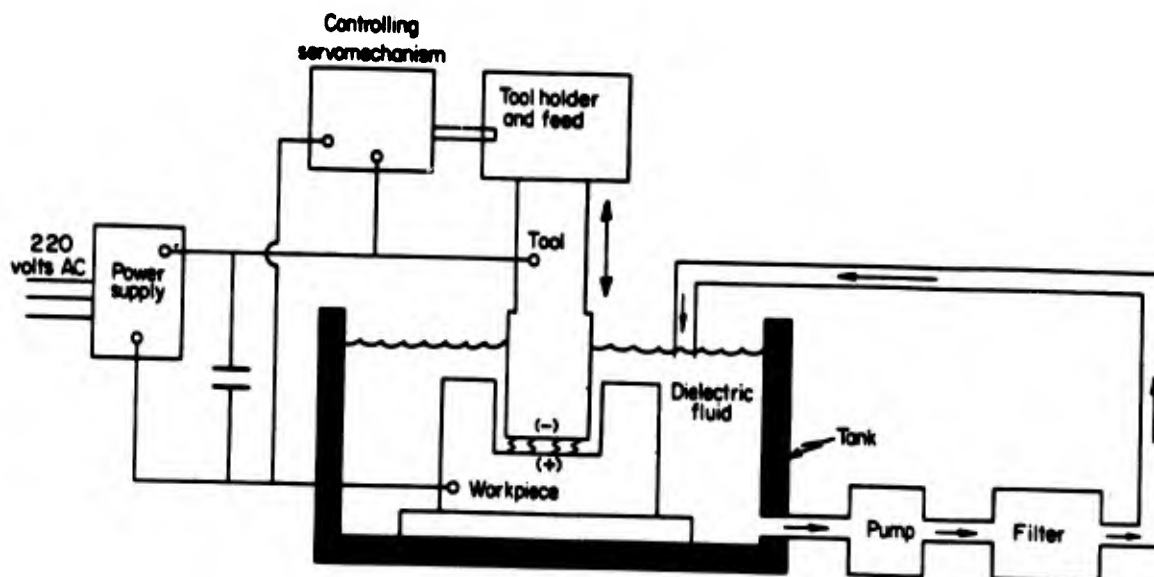 Controlling
servomechanism
Tool holder
and feed
Tool
220
volts AC
Power
supply
Dielectric
fluid
(-)
(+)
Tank
Workpiece
Pump
Filter